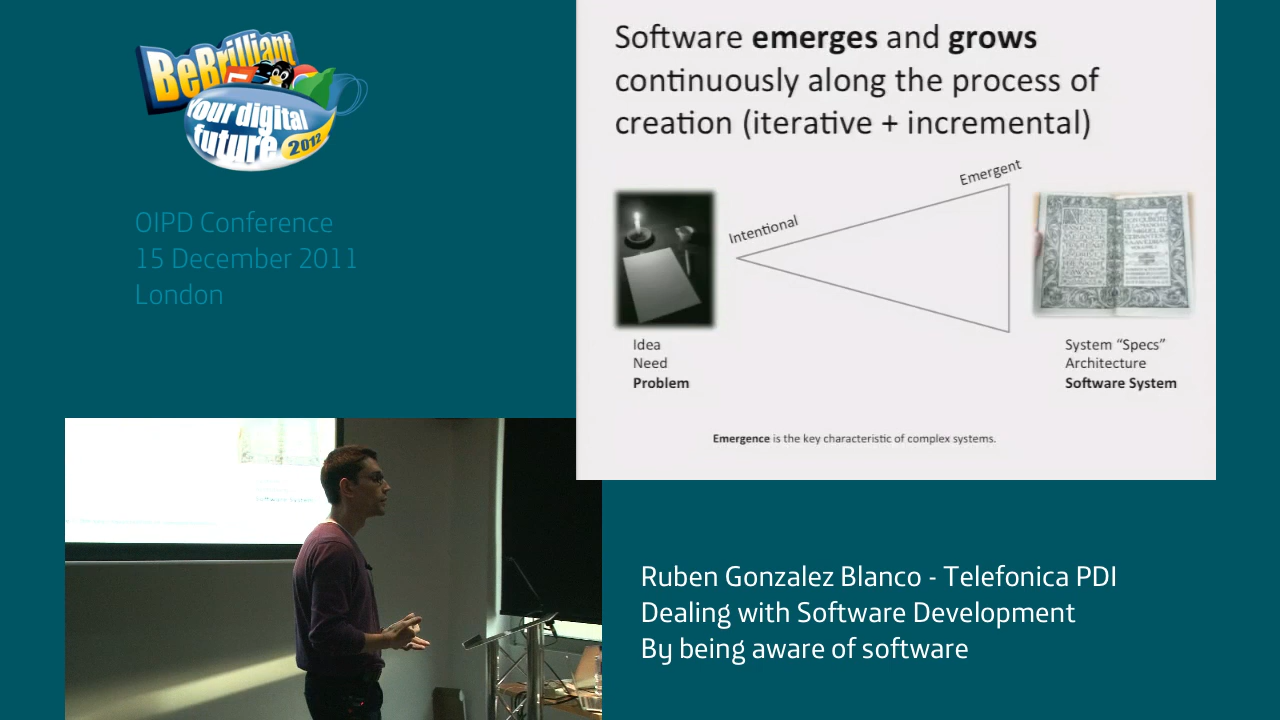 BeBrilliant
Your digital
future
2012
OIPD Conference
15 December 2011
London
Software emerges and grows
continuously along the process of
creation (iterative + incremental)
Emergent
Intentional
Idea
Need
Problem
System “Specs”
Architecture
Software System
Emergence is the key characteristic of complex systems.
Software System
Ruben Gonzalez Blanco - Telefonica PDI
Dealing with Software Development
By being aware of software